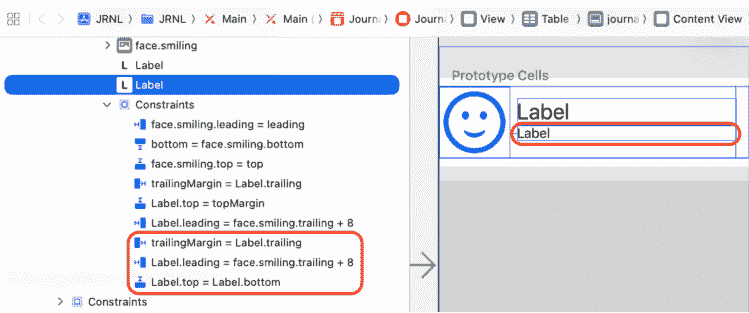 JRNL JRNL Main Main ( Journa Journ View Table journa Content View
face.smiling
L Label
L Label
Constraints
face.smiling.leading = leading
bottom = face.smiling.bottom
face.smiling.top = top
trailingMargin = Label.trailing
Label.top = topMargin
Label.leading = face.smiling.trailing + 8
trailingMargin = Label.trailing
Label.leading = face.smiling.trailing + 8
Label.top = Label.bottom
Constraints
Prototype Cells
Label
Label